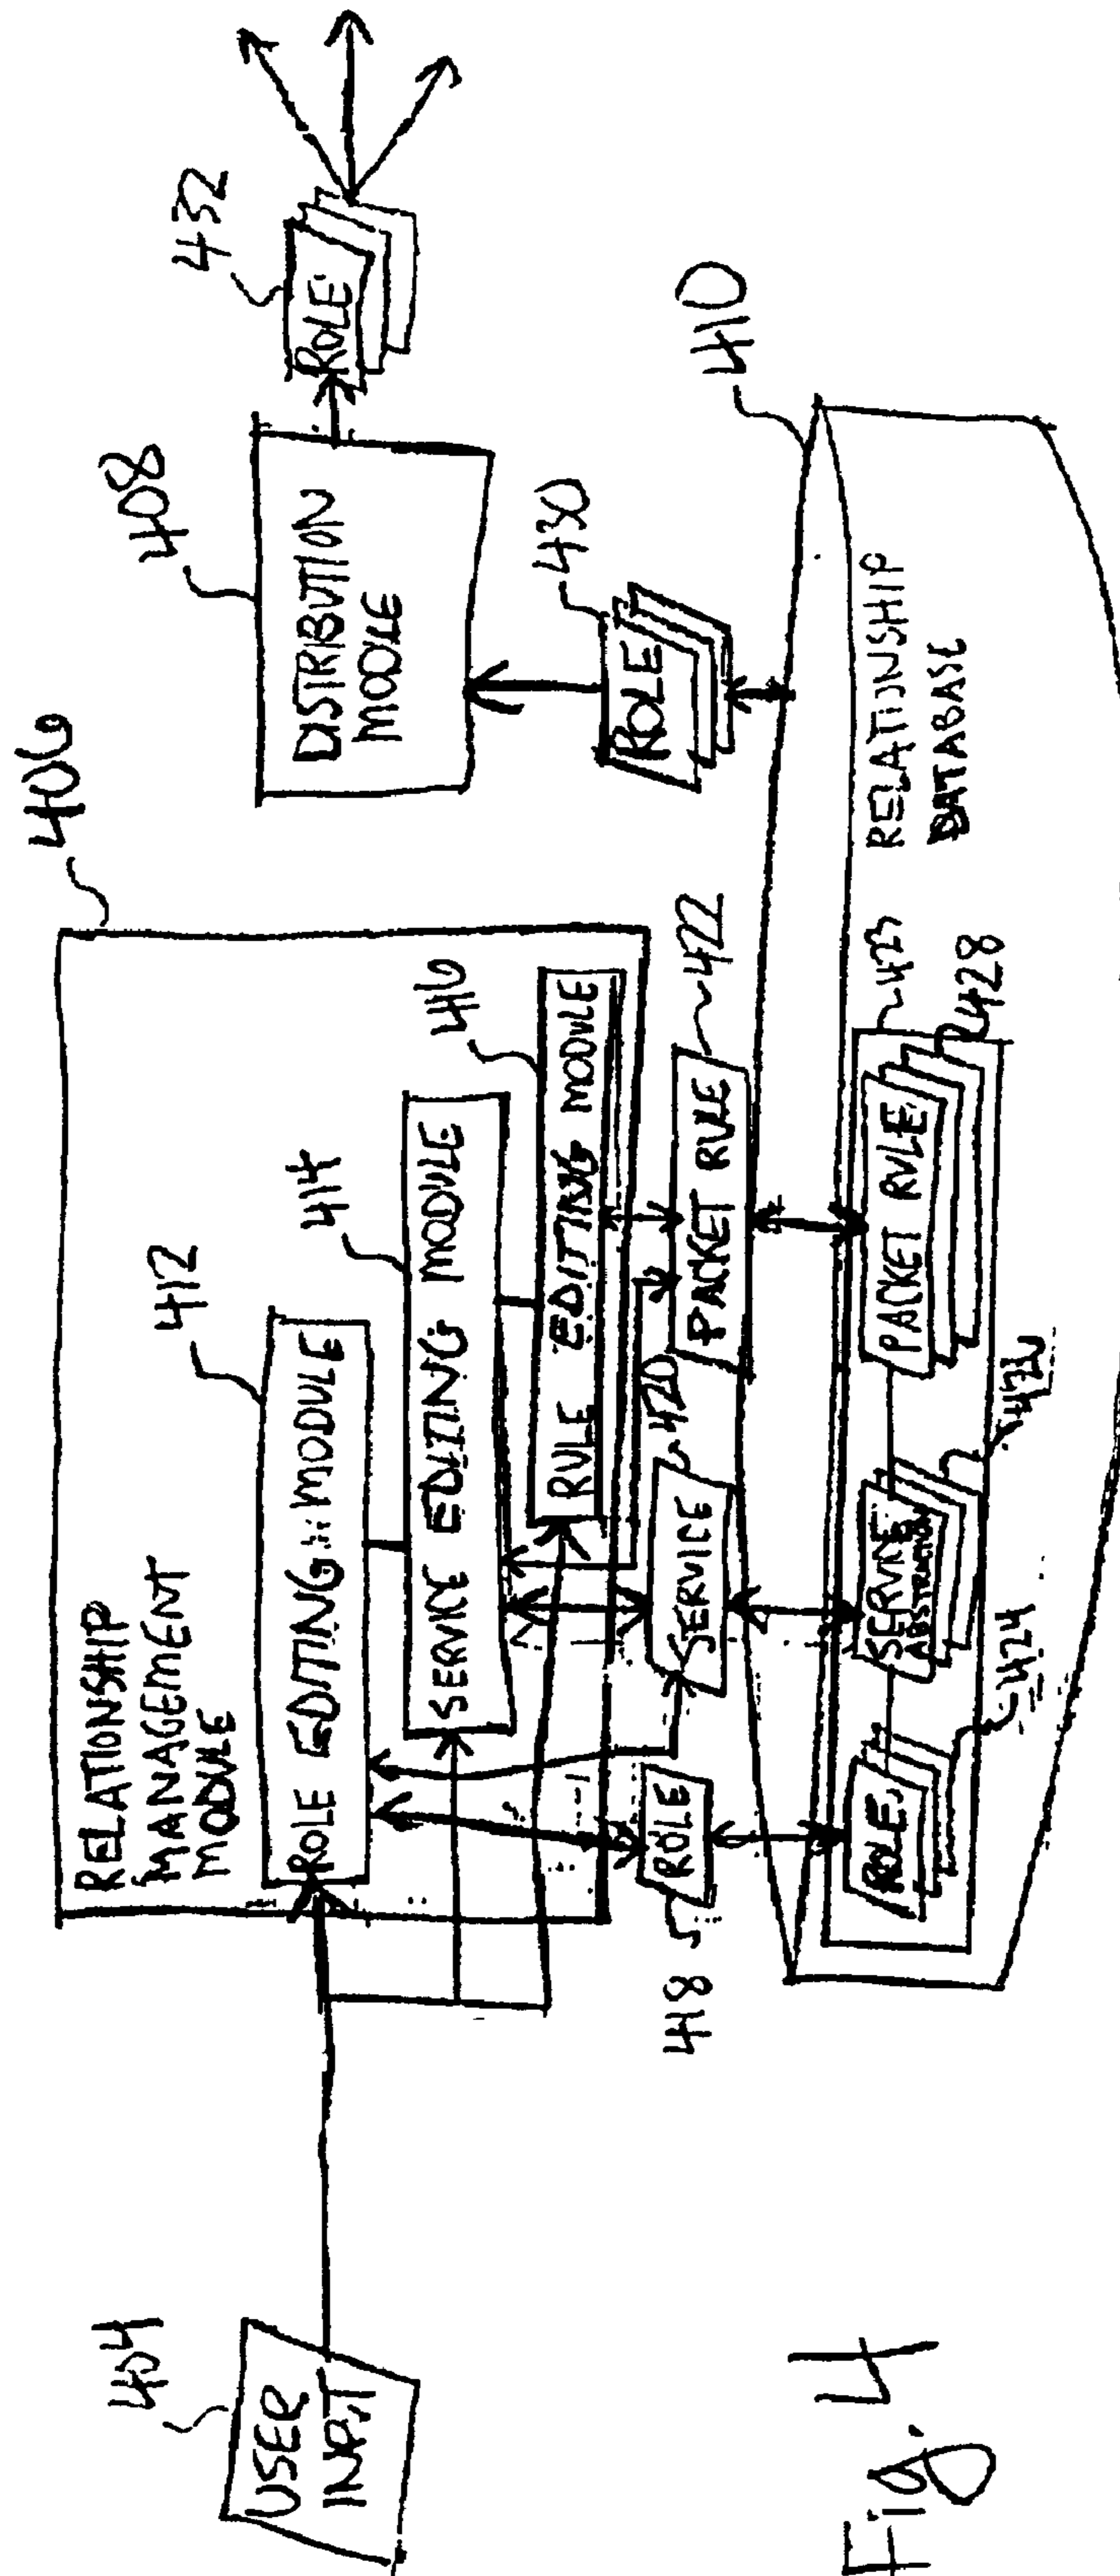 404
USER
INPUT
406
RELATIONSHIP
MANAGEMENT
MODULE
412
ROLE EDITING MODULE
414
SERVICE EDITING MODULE
416
RULE EDITING MODULE
408
DISTRIBUTION
MODULE
432
ROLE
430
ROLE
418
ROLE
420
SERVICE
422
PACKET RULE
410
RELATIONSHIP
DATABASE
423
424
ROLE
SERVICE
ABSTRACTION
428
PACKET RULE
Fig. 4